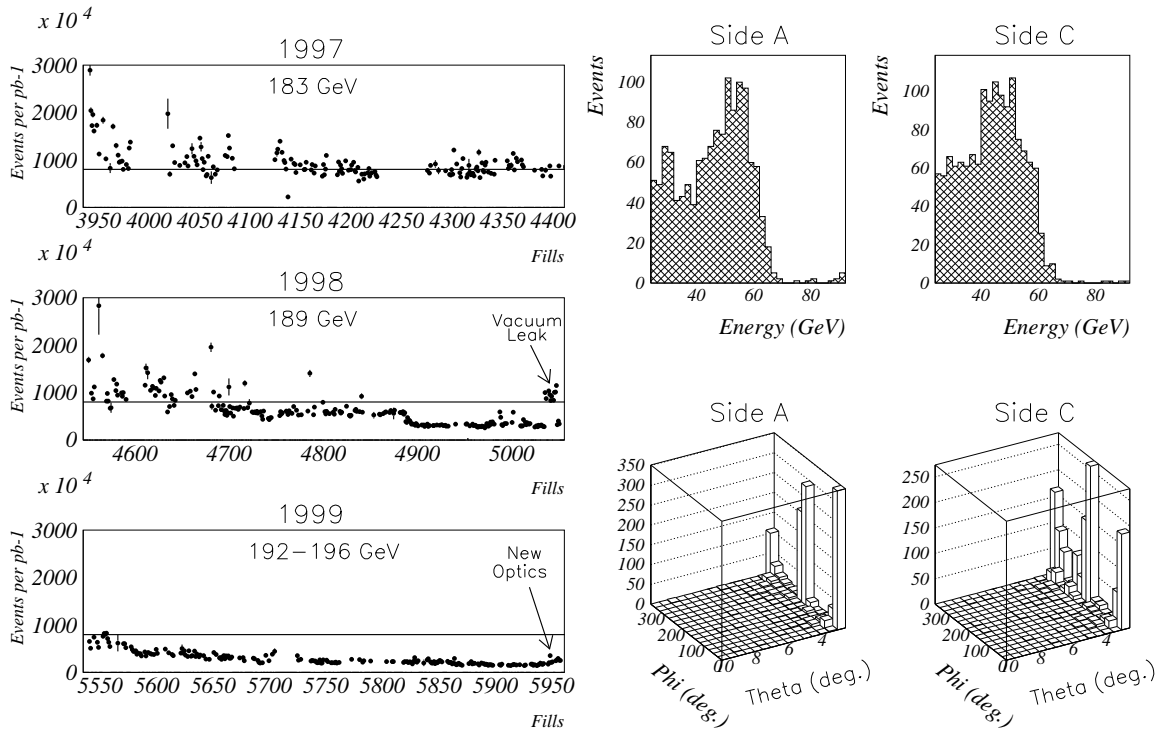 x 10 4
1997
183 GeV
Events per pb-1
3000
2000
1000
0
3950 4000 4050 4100 4150 4200 4250 4300 4350 4400
Fills
x 10 4
1998
189 GeV
Vacuum
Leak
Events per pb-1
3000
2000
1000
0
4600 4700 4800 4900 5000
Fills
x 10 4
1999
192-196 GeV
New
Optics
Events per pb-1
3000
2000
1000
0
5550 5600 5650 5700 5750 5800 5850 5900 5950
Fills
Side A
Events
100
80
60
40
20
0
40 60 80
Energy (GeV)
Side C
Events
100
80
60
40
20
0
40 60 80
Energy (GeV)
Side A
350
300
250
200
150
100
50
0
300
200
100
0
Phi (deg.)
10 8 6 4
Theta (deg.)
Side C
250
200
150
100
50
0
300
200
100
0
Phi (deg.)
10 8 6 4
Theta (deg.)